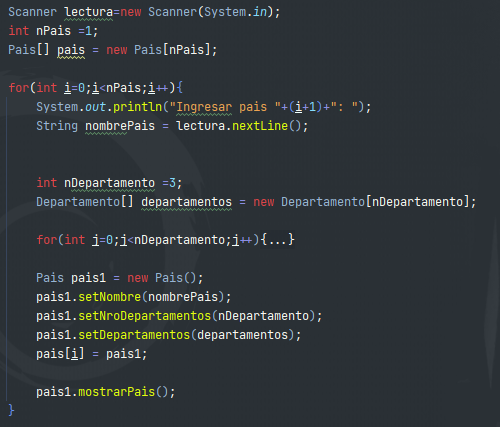 Scanner lectura=new Scanner(System.in);
int nPais =1;
Pais[] pais = new Pais[nPais];
for(int i=0;i<nPais;i++){
System.out.println("Ingresar pais "+(i+1)+": ");
String nombrePais = lectura.nextLine();
int nDepartamento =3;
Departamento[] departamentos = new Departamento[nDepartamento];
for(int j=0;j<nDepartamento;j++){...}
Pais pais1 = new Pais();
pais1.setNombre(nombrePais);
pais1.setNroDepartamentos(nDepartamento);
pais1.setDepartamentos(departamentos);
pais[i] = pais1;
pais1.mostrarPais();
}